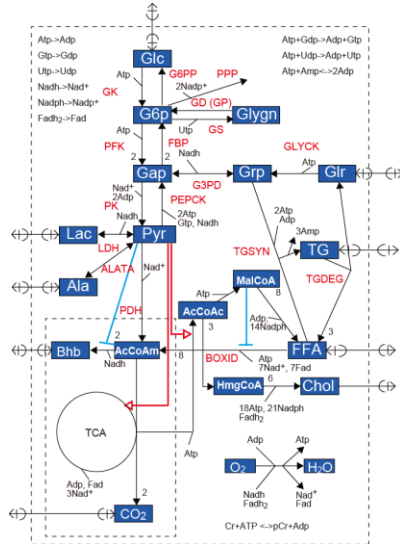 Atp->Adp
Gtp->Gdp
Utp->Udp
Nadh->Nad+
Nadph->Nadp+
Fadh2->Fad
Atp+Gdp->Adp+Gtp
Atp+Udp->Adp+Utp
Atp+Amp<->2Adp
Glc
Atp
G6PP
PPP
2Nadp+
GK
GD (GP)
G6p
Glygn
Utp
GS
Atp
PFK
FBP
Nadh
GLYCK
2
2
Atp
Gap
Grp
Glr
G3PD
Nad+
2Adp
PK
PEPCK
2Atp
Gtp, Nadh
Nadh
2Atp
Adp
3Amp
Lac
Pyr
TG
LDH
TGSYN
ALATA
Nad+
TGDEG
MalCoA
Ala
Atp
8
AcCoAc
PDH
3
Adp
14Nadph
2
3
Bhb
AcCoAm
BOXID
FFA
Nadh
8
Atp
7Nad+, 7Fad
HmgCoA
6
Chol
18Atp, 21Nadph
Fadh2
TCA
Atp
Adp
Atp
O2
H2O
Adp, Fad
3Nad+
2
Nadh
Fadh2
Nad+
Fad
CO2
Cr+ATP <->pCr+Adp